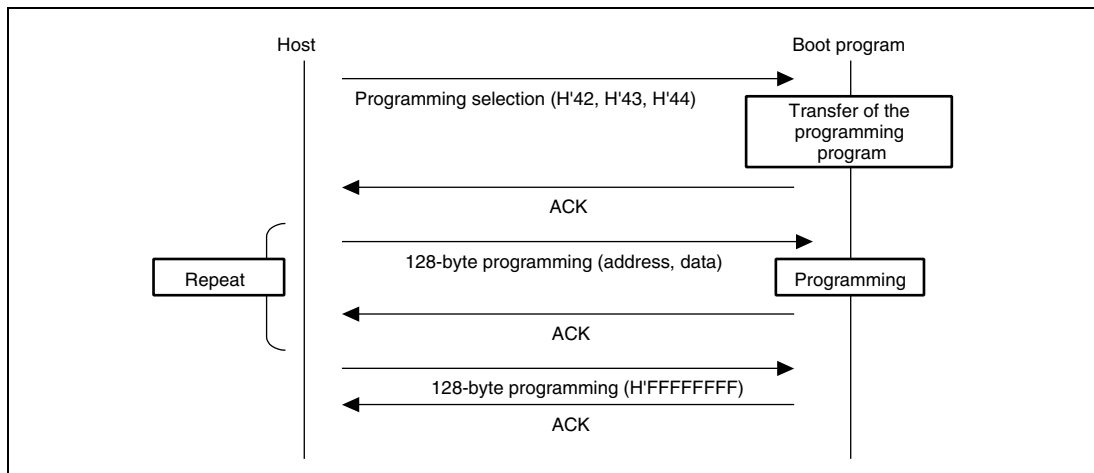 Host
Boot program
Programming selection (H'42, H'43, H'44)
Transfer of the
programming
program
ACK
128-byte programming (address, data)
Repeat
Programming
ACK
128-byte programming (H'FFFFFFFF)
ACK